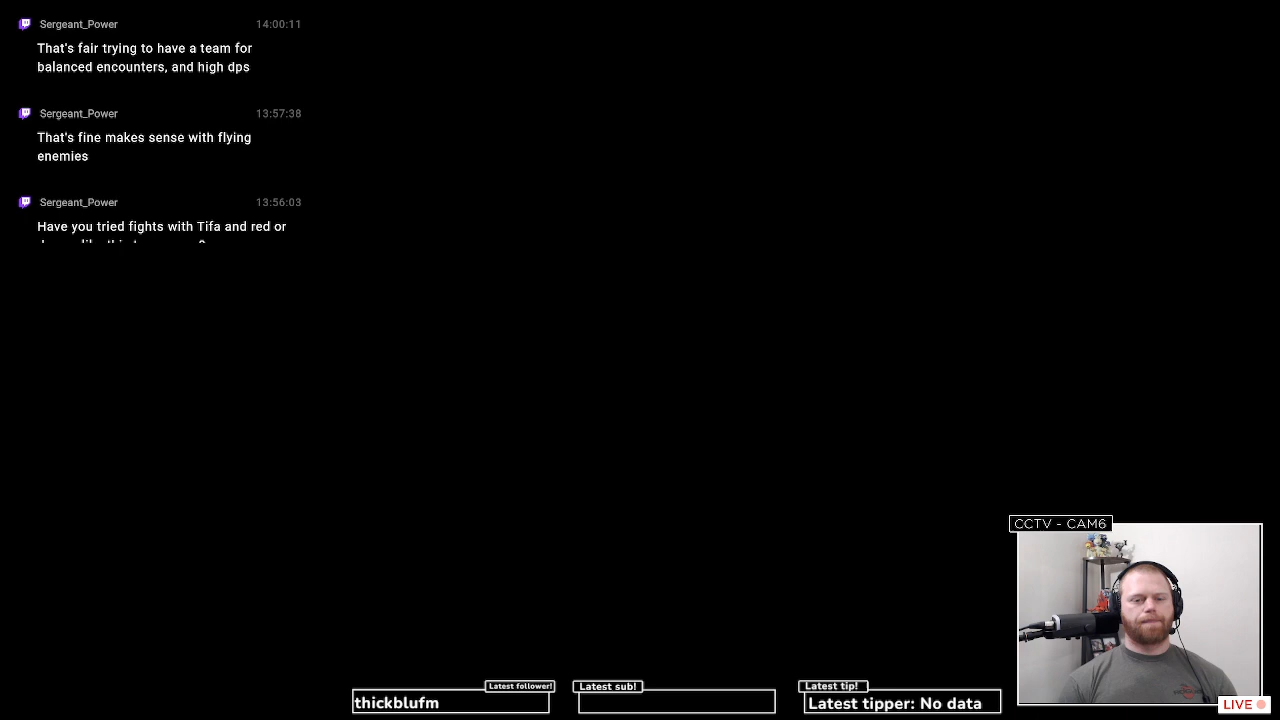 Sergeant_Power 14:00:11
That's fair trying to have a team for
balanced encounters, and high dps
Sergeant_Power 13:57:38
That's fine makes sense with flying
enemies
Sergeant_Power 13:56:03
Have you tried fights with Tifa and red or
CCTV - CAM6
Latest follower!
thickblufm
Latest sub!
Latest tip!
Latest tipper: No data
LIVE